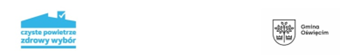 czyste powietrze
zdrowy wybór
Gmina
Oświęcim